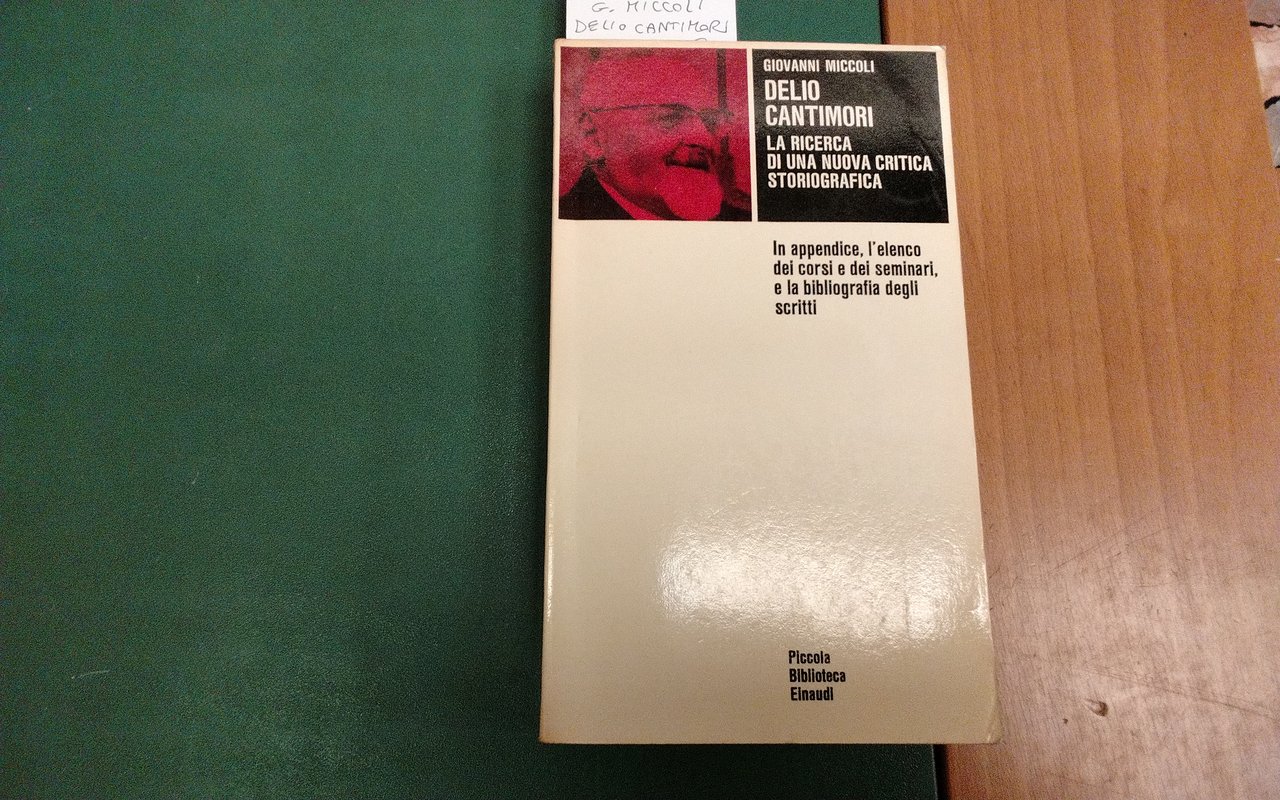 G. MICCOLI
DELIO CANTIMORI
GIOVANNI MICCOLI
DELIO
CANTIMORI
LA RICERCA
DI UNA NUOVA CRITICA
STORIOGRAFICA
In appendice, l'elenco
dei corsi e dei seminari,
e la bibliografia degli
scritti
Piccola
Biblioteca
Einaudi